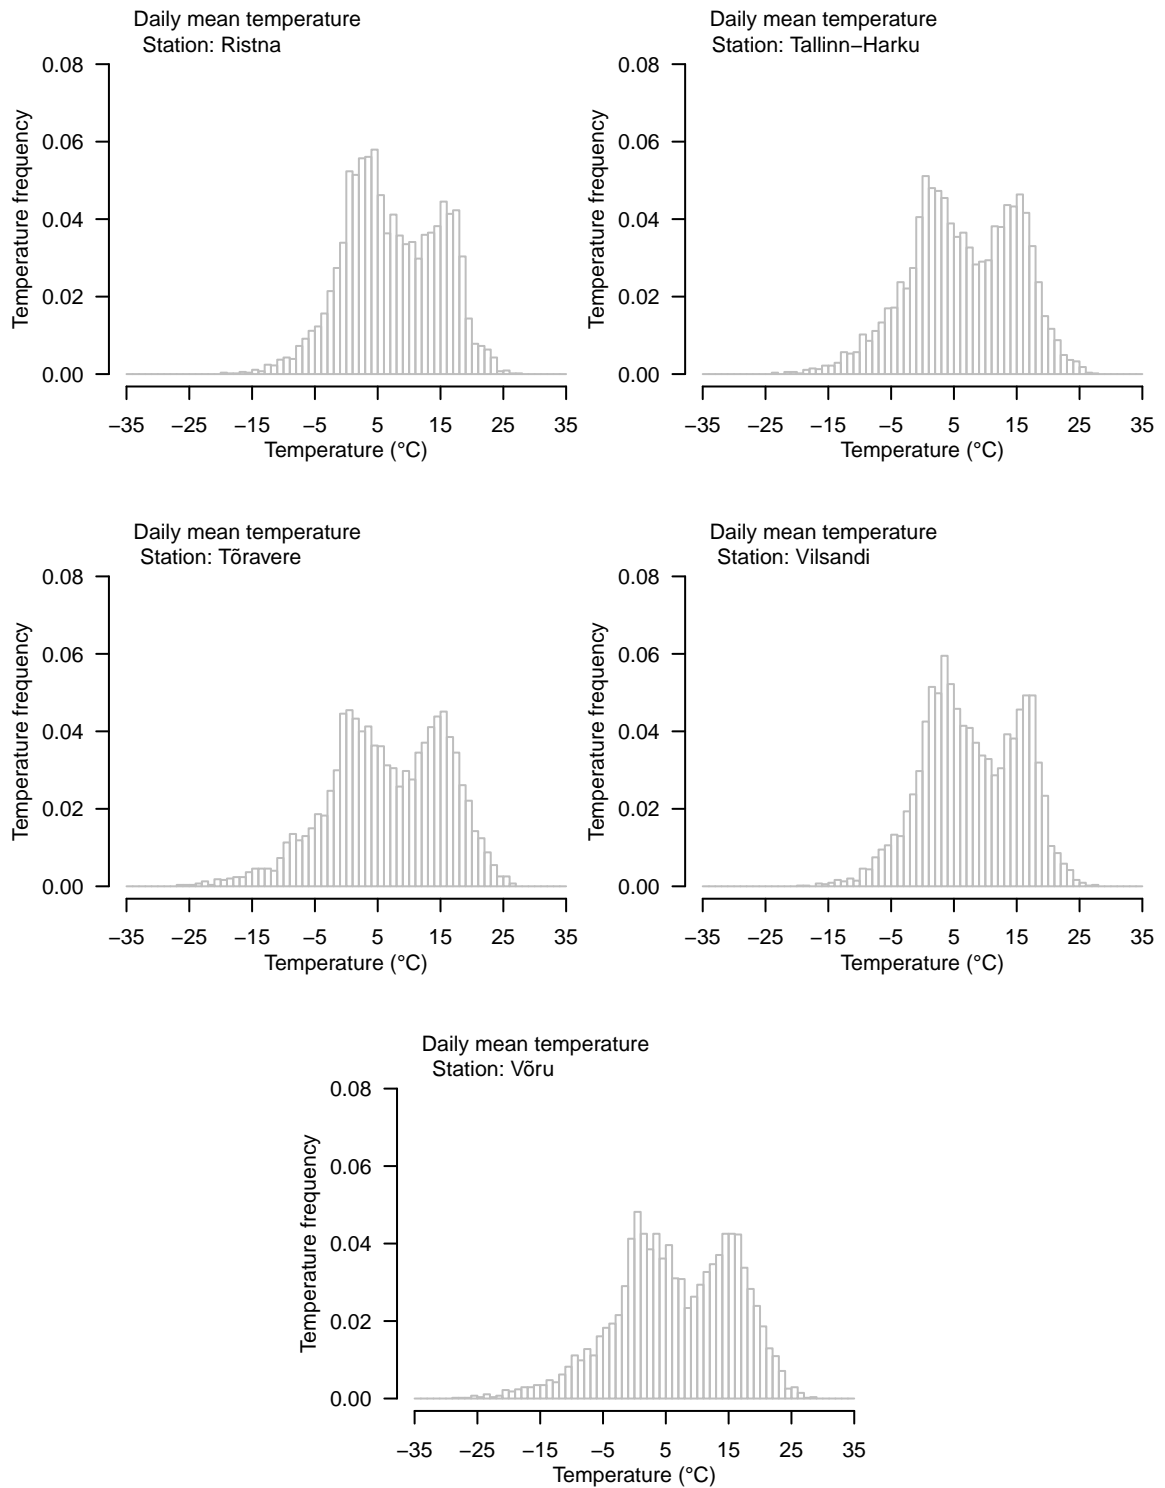 Daily mean temperature
Station: Ristna
0.08
0.06
0.04
0.02
0.00
Temperature frequency
−35 −25 −15 −5 5 15 25 35
Temperature (°C)
Daily mean temperature
Station: Tallinn−Harku
0.08
0.06
0.04
0.02
0.00
Temperature frequency
−35 −25 −15 −5 5 15 25 35
Temperature (°C)
Daily mean temperature
Station: Tõravere
0.08
0.06
0.04
0.02
0.00
Temperature frequency
−35 −25 −15 −5 5 15 25 35
Temperature (°C)
Daily mean temperature
Station: Vilsandi
0.08
0.06
0.04
0.02
0.00
Temperature frequency
−35 −25 −15 −5 5 15 25 35
Temperature (°C)
Daily mean temperature
Station: Võru
0.08
0.06
0.04
0.02
0.00
Temperature frequency
−35 −25 −15 −5 5 15 25 35
Temperature (°C)